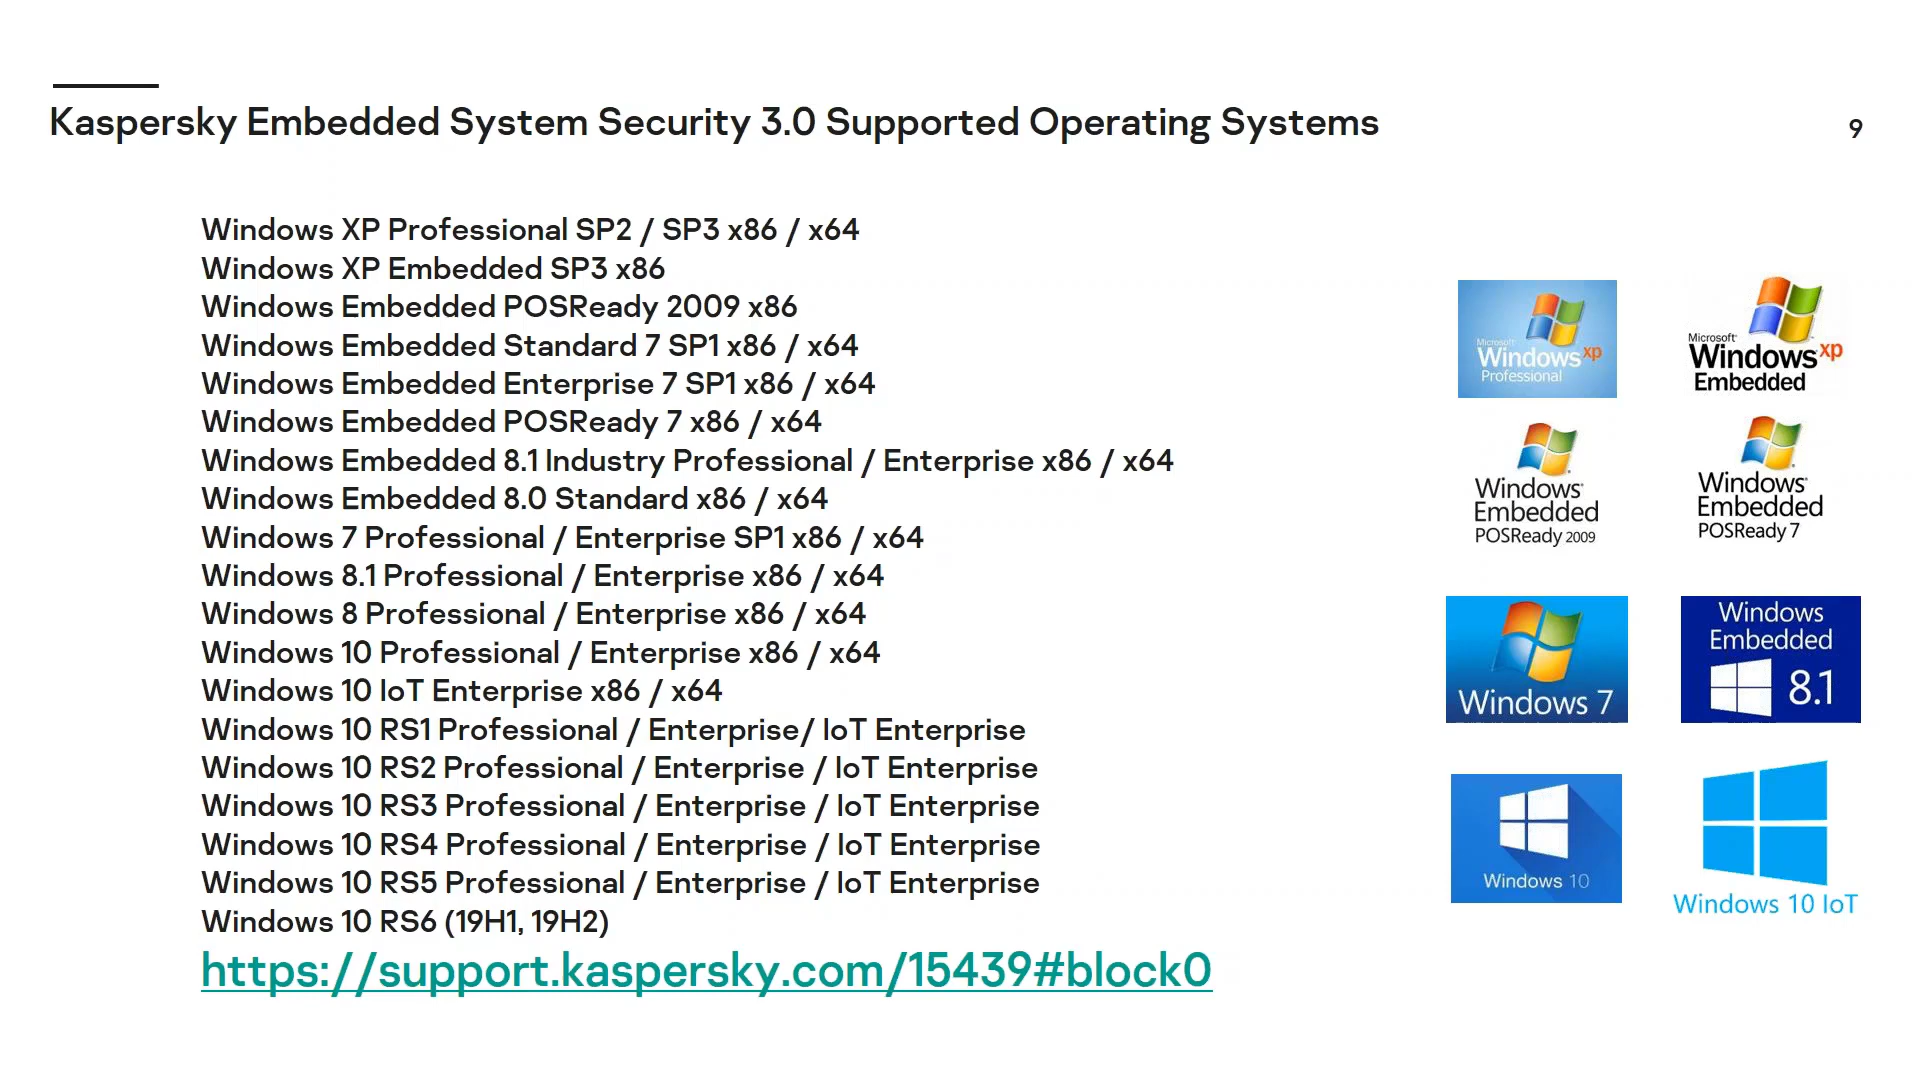 Kaspersky Embedded System Security 3.0 Supported Operating Systems
9
Windows XP Professional SP2 / SP3 x86 / x64
Windows XP Embedded SP3 x86
Windows Embedded POSReady 2009 x86
Windows Embedded Standard 7 SP1 x86 / x64
Windows Embedded Enterprise 7 SP1 x86 / x64
Windows Embedded POSReady 7 x86 / x64
Windows Embedded 8.1 Industry Professional / Enterprise x86 / x64
Windows Embedded 8.0 Standard x86 / x64
Windows 7 Professional / Enterprise SP1 x86 / x64
Windows 8.1 Professional / Enterprise x86 / x64
Windows 8 Professional / Enterprise x86 / x64
Windows 10 Professional / Enterprise x86 / x64
Windows 10 IoT Enterprise x86 / x64
Windows 10 RS1 Professional / Enterprise/ IoT Enterprise
Windows 10 RS2 Professional / Enterprise / IoT Enterprise
Windows 10 RS3 Professional / Enterprise / IoT Enterprise
Windows 10 RS4 Professional / Enterprise / IoT Enterprise
Windows 10 RS5 Professional / Enterprise / IoT Enterprise
Windows 10 RS6 (19H1, 19H2)
https://support.kaspersky.com/15439#block0
Microsoft
Windows xp
Professional
Microsoft
Windows xp
Embedded
Windows
Embedded
POSReady 2009
Windows
Embedded
POSReady 7
Windows 7
Windows
Embedded
8.1
Windows 10
Windows 10 IoT